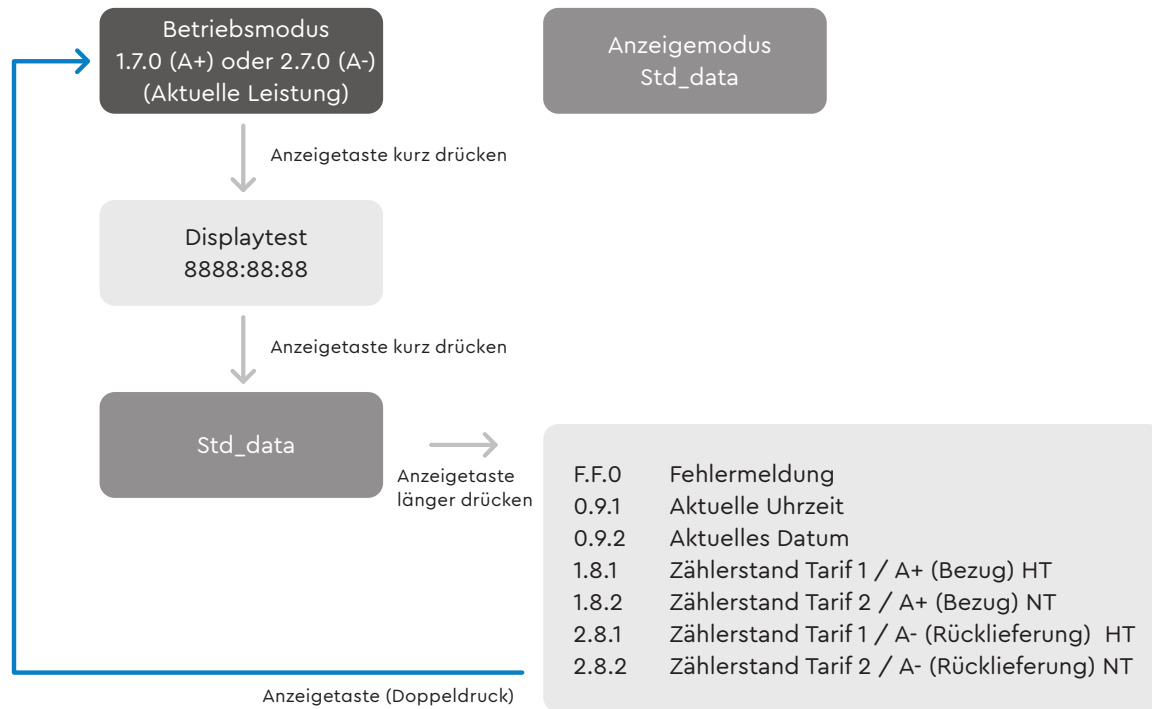 Betriebsmodus
1.7.0 (A+) oder 2.7.0 (A-)
(Aktuelle Leistung)
Anzeigemodus
Std_data
Anzeigetaste kurz drücken
Displaytest
8888:88:88
Anzeigetaste kurz drücken
Std_data
Anzeigetaste
länger drücken
F.F.0 Fehlermeldung
0.9.1 Aktuelle Uhrzeit
0.9.2 Aktuelles Datum
1.8.1 Zählerstand Tarif 1 / A+ (Bezug) HT
1.8.2 Zählerstand Tarif 2 / A+ (Bezug) NT
2.8.1 Zählerstand Tarif 1 / A- (Rücklieferung) HT
2.8.2 Zählerstand Tarif 2 / A- (Rücklieferung) NT
Anzeigetaste (Doppeldruck)